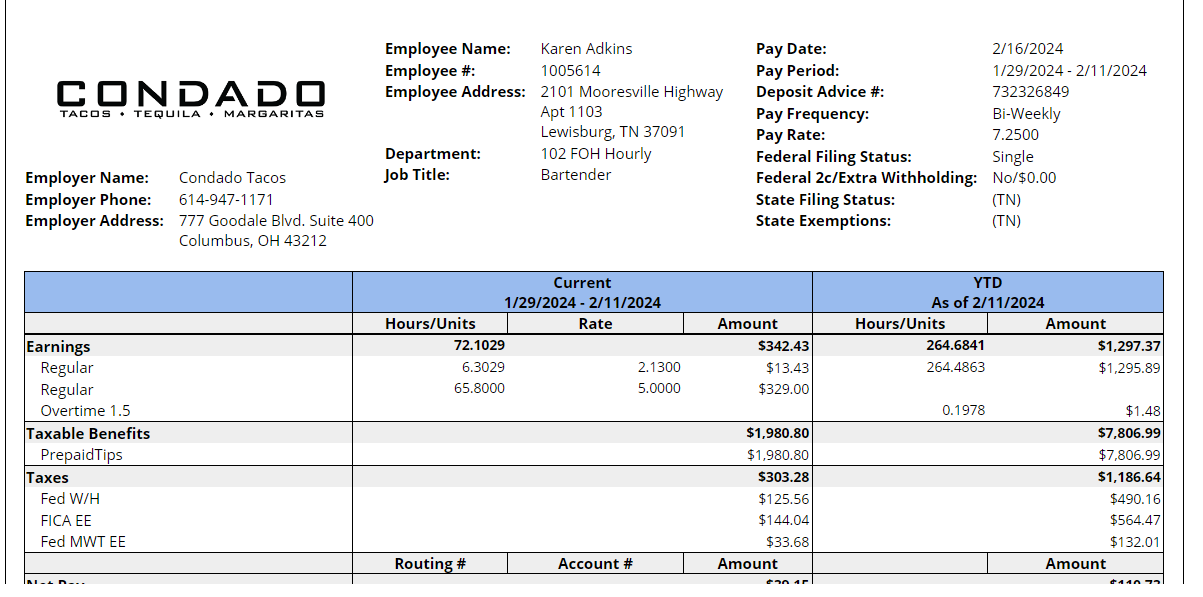 CONDADO
TACOS • TEQUILA • MARGARITAS
Employer Name: Condado Tacos
Employer Phone: 614-947-1171
Employer Address: 777 Goodale Blvd. Suite 400
Columbus, OH 43212
Employee Name: Karen Adkins
Employee #: 1005614
Employee Address: 2101 Mooresville Highway
Apt 1103
Lewisburg, TN 37091
Department: 102 FOH Hourly
Job Title: Bartender
Pay Date: 2/16/2024
Pay Period: 1/29/2024 - 2/11/2024
Deposit Advice #: 732326849
Pay Frequency: Bi-Weekly
Pay Rate: 7.2500
Federal Filing Status: Single
Federal 2c/Extra Withholding: No/$0.00
State Filing Status: (TN)
State Exemptions: (TN)
Current YTD
1/29/2024 - 2/11/2024 As of 2/11/2024
Hours/Units Rate Amount Hours/Units Amount
Earnings 72.1029 $342.43 264.6841 $1,297.37
Regular 6.3029 2.1300 $13.43 264.4863 $1,295.89
Regular 65.8000 5.0000 $329.00
Overtime 1.5 0.1978 $1.48
Taxable Benefits $1,980.80 $7,806.99
PrepaidTips $1,980.80 $7,806.99
Taxes $303.28 $1,186.64
Fed W/H $125.56 $490.16
FICA EE $144.04 $564.47
Fed MWT EE $33.68 $132.01
Routing # Account # Amount Amount
Net Pay $39.15 $110.73